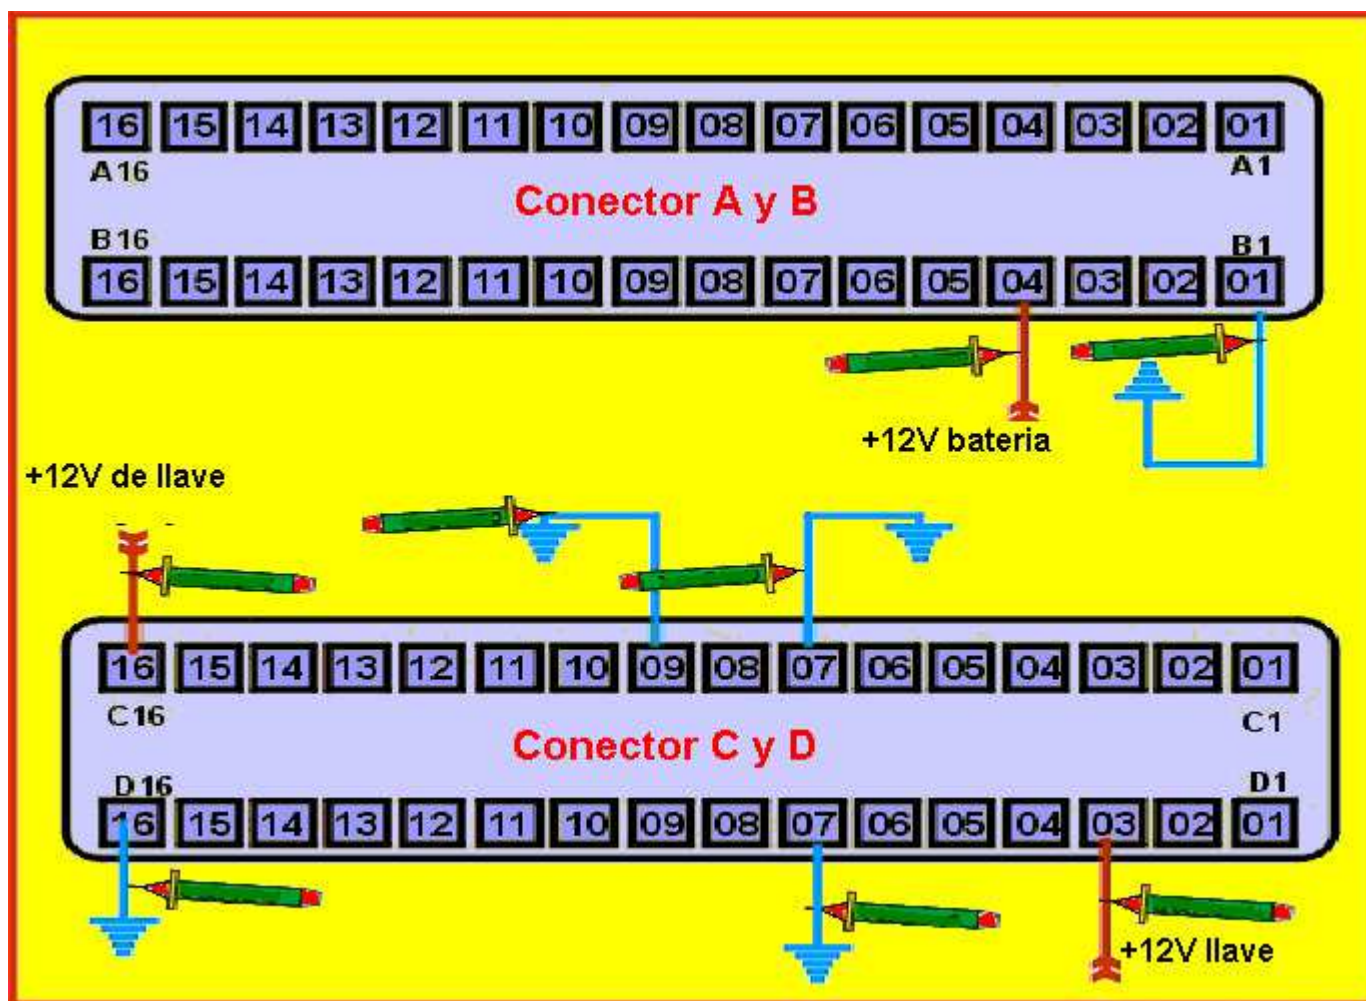 16 15 14 13 12 11 10 09 08 07 06 05 04 03 02 01
A16 A1
Conector A y B
B16 B1
16 15 14 13 12 11 10 09 08 07 06 05 04 03 02 01
+12V bateria
+12V de llave
16 15 14 13 12 11 10 09 08 07 06 05 04 03 02 01
C16 C1
Conector C y D
D16 D1
16 15 14 13 12 11 10 09 08 07 06 05 04 03 02 01
+12V llave